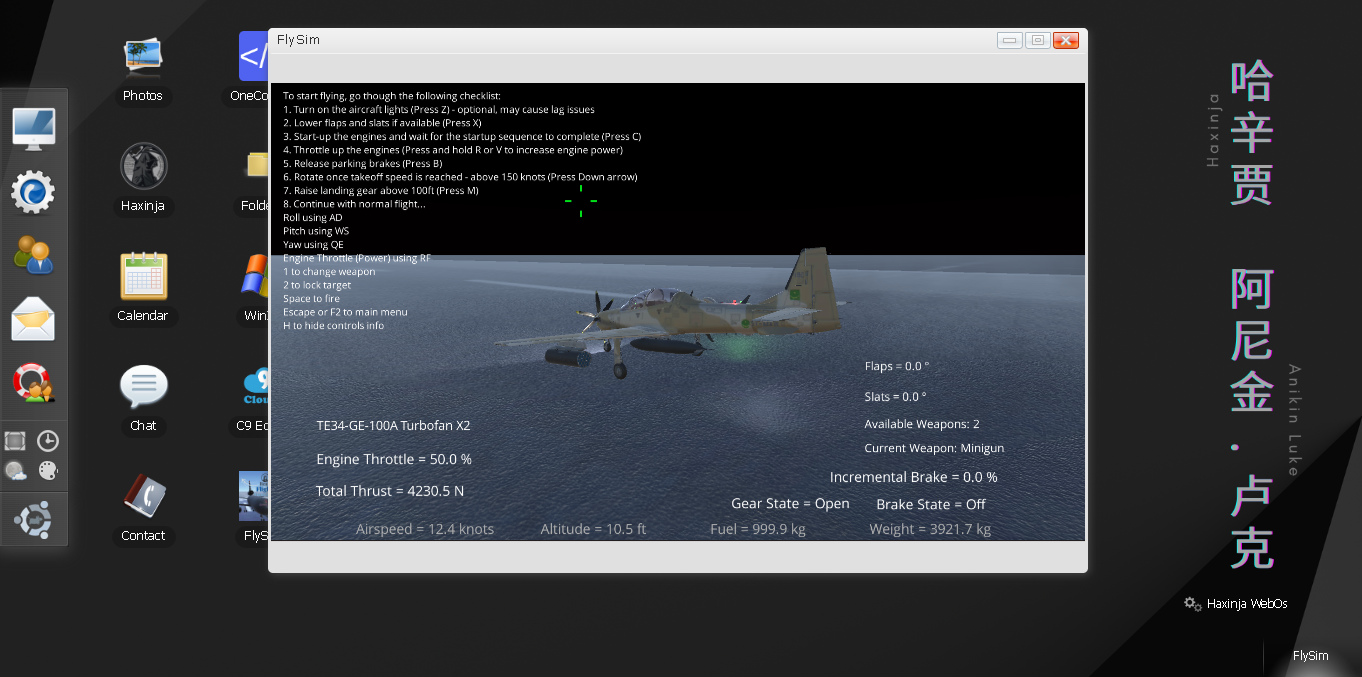 Photos
Haxinja
Calendar
Chat
Contact
OneCo
Folde
Win
C9 Ec
FlyS
FlySim
To start flying, go though the following checklist:
1. Turn on the aircraft lights (Press Z) - optional, may cause lag issues
2. Lower flaps and slats if available (Press X)
3. Start-up the engines and wait for the startup sequence to complete (Press C)
4. Throttle up the engines (Press and hold R or V to increase engine power)
5. Release parking brakes (Press B)
6. Rotate once takeoff speed is reached - above 150 knots (Press Down arrow)
7. Raise landing gear above 100ft (Press M)
8. Continue with normal flight...
Roll using AD
Pitch using WS
Yaw using QE
Engine Throttle (Power) using RF
1 to change weapon
2 to lock target
Space to fire
Escape or F2 to main menu
H to hide controls info
Flaps = 0.0 °
Slats = 0.0 °
Available Weapons: 2
Current Weapon: Minigun
TE34-GE-100A Turbofan X2
Engine Throttle = 50.0 %
Total Thrust = 4230.5 N
Incremental Brake = 0.0 %
Gear State = Open
Brake State = Off
Airspeed = 12.4 knots
Altitude = 10.5 ft
Fuel = 999.9 kg
Weight = 3921.7 kg
Haxinja
哈辛贾
阿尼金·卢克
Anikin Luke
Haxinja WebOs
FlySim